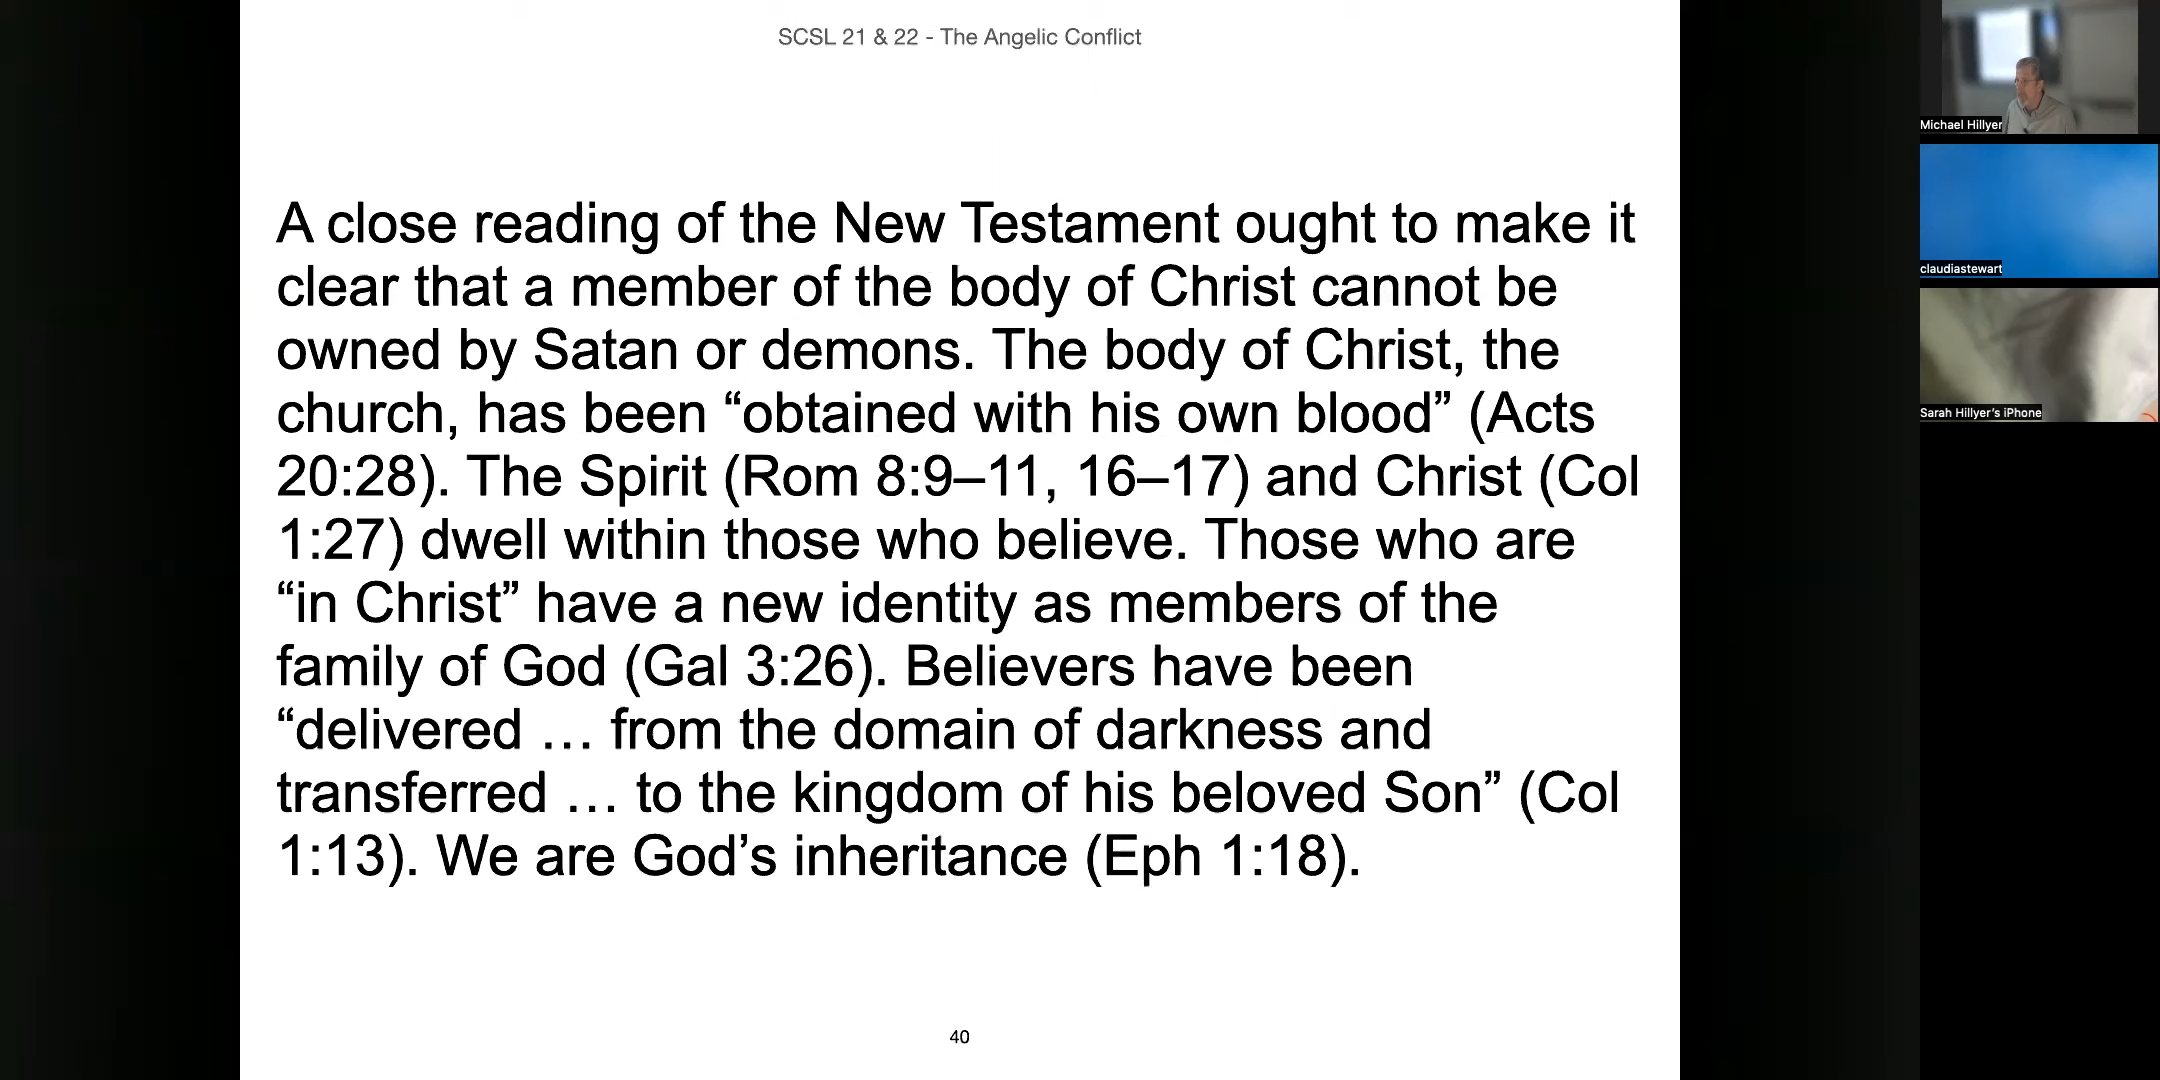 SCSL 21 & 22 - The Angelic Conflict
A close reading of the New Testament ought to make it
clear that a member of the body of Christ cannot be
owned by Satan or demons. The body of Christ, the
church, has been “obtained with his own blood” (Acts
20:28). The Spirit (Rom 8:9–11, 16–17) and Christ (Col
1:27) dwell within those who believe. Those who are
“in Christ” have a new identity as members of the
family of God (Gal 3:26). Believers have been
“delivered … from the domain of darkness and
transferred … to the kingdom of his beloved Son” (Col
1:13). We are God’s inheritance (Eph 1:18).
40
Michael Hillyer
claudiastewart
Sarah Hillyer’s iPhone